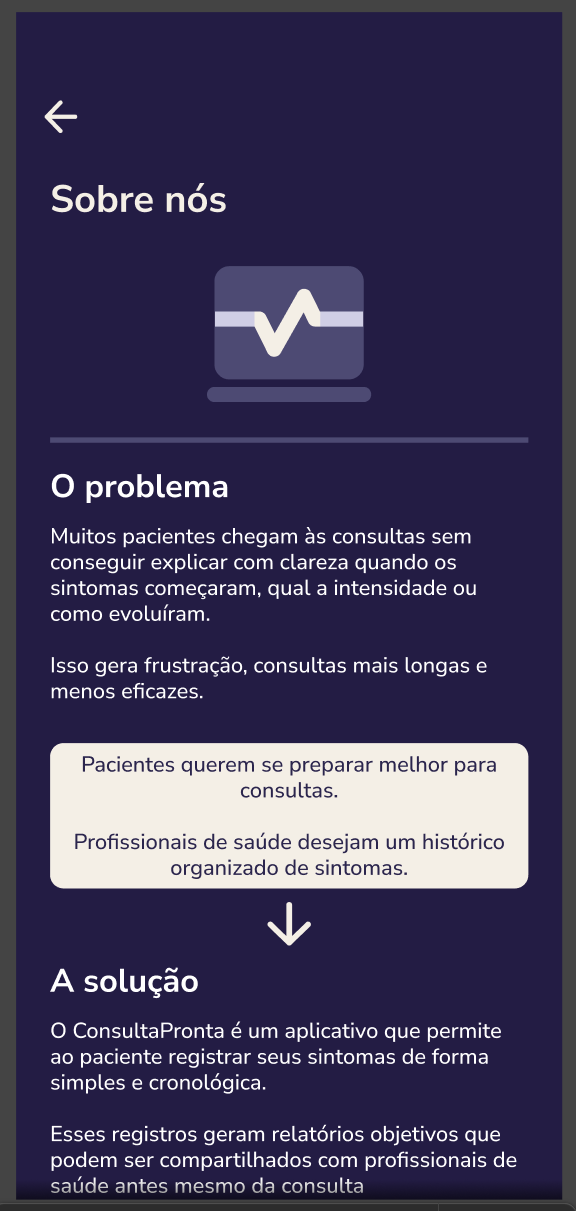 Sobre nós
O problema
Muitos pacientes chegam às consultas sem
conseguir explicar com clareza quando os
sintomas começaram, qual a intensidade ou
como evoluíram.
Isso gera frustração, consultas mais longas e
menos eficazes.
Pacientes querem se preparar melhor para
consultas.
Profissionais de saúde desejam um histórico
organizado de sintomas.
A solução
O ConsultaPronta é um aplicativo que permite
ao paciente registrar seus sintomas de forma
simples e cronológica.
Esses registros geram relatórios objetivos que
podem ser compartilhados com profissionais de
saúde antes mesmo da consulta